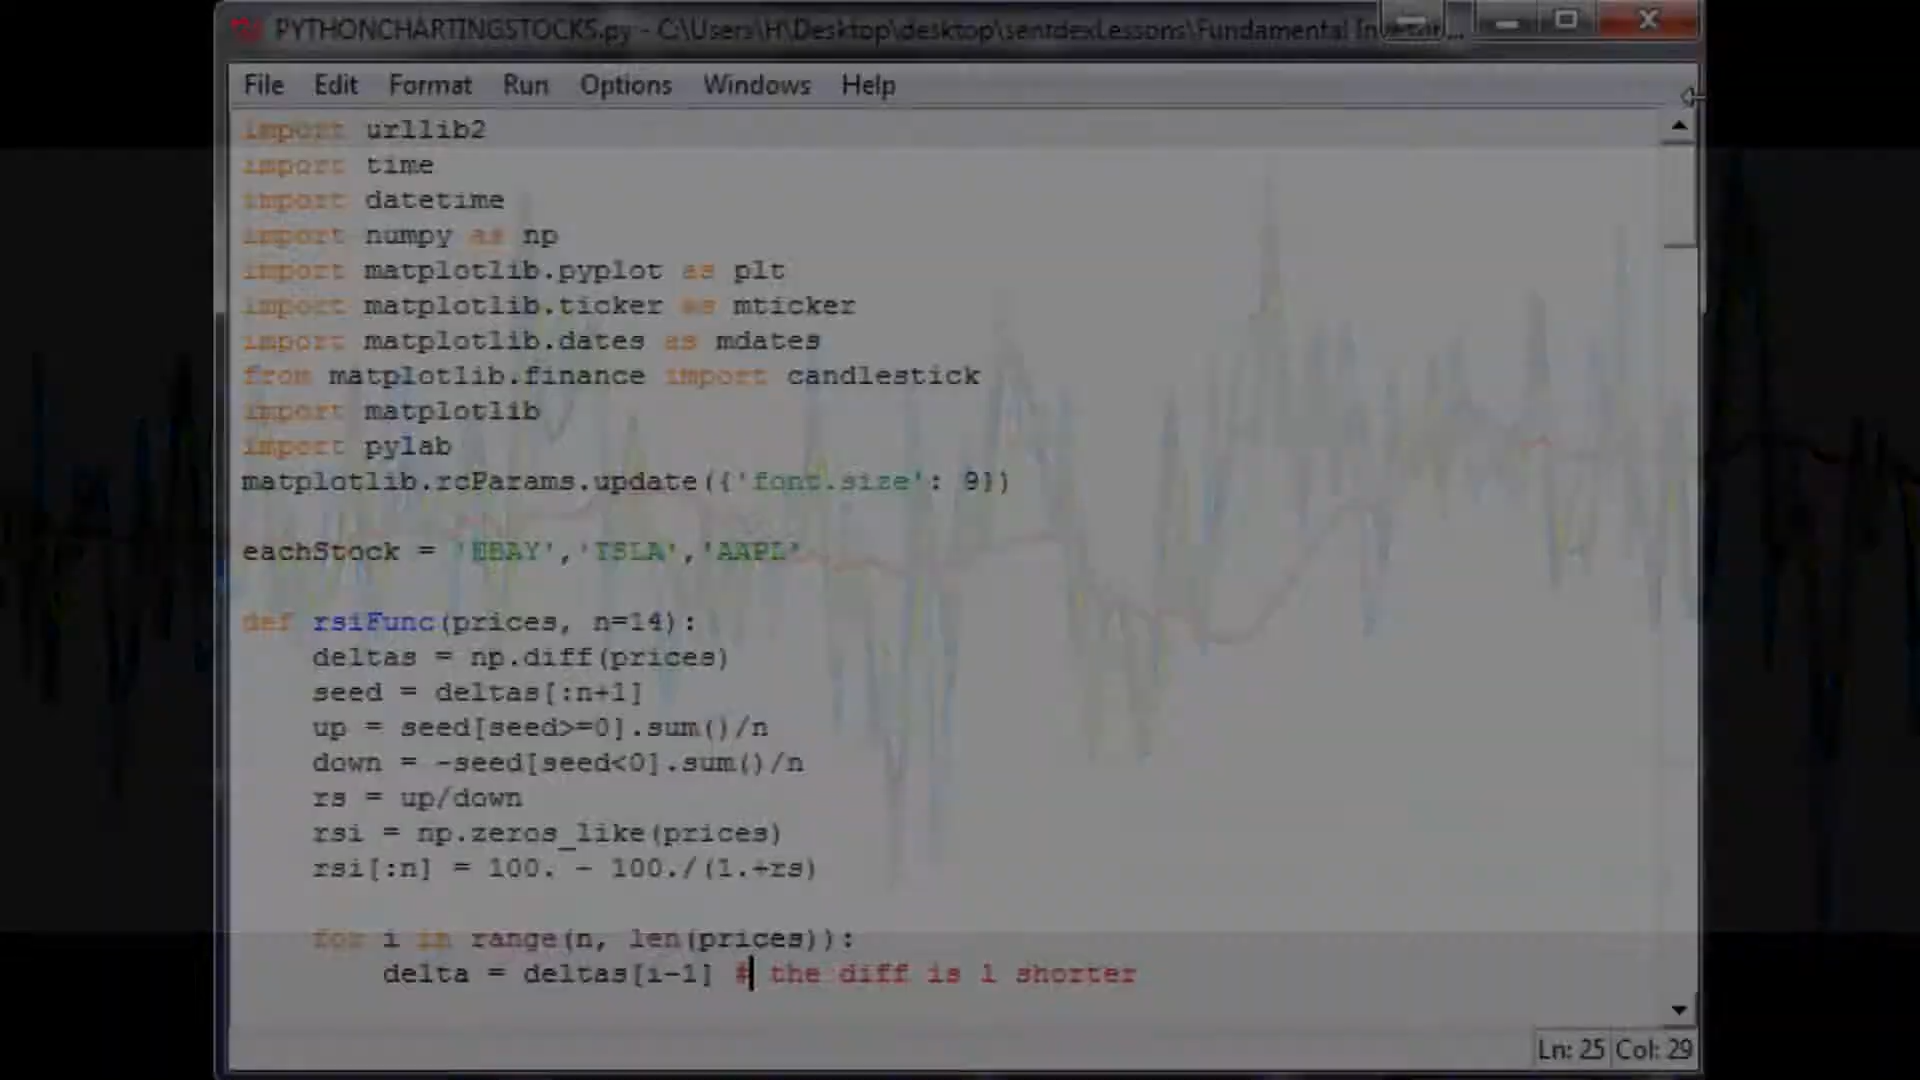 PYTHONCHARTINGSTOCKS.py - C:\Users\H\Desktop\desktop\sentdexLessons\Fundamental
File Edit Format Run Options Windows Help
import urllib2
import time
import datetime
import numpy as np
import matplotlib.pyplot as plt
import matplotlib.ticker as mticker
import matplotlib.dates as mdates
from matplotlib.finance import candlestick
import matplotlib
import pylab
matplotlib.rcParams.update({'font.size': 9})
eachStock = 'EBAY','TSLA','AAPL'
def rsiFunc(prices, n=14):
    deltas = np.diff(prices)
    seed = deltas[:n+1]
    up = seed[seed>=0].sum()/n
    down = -seed[seed<0].sum()/n
    rs = up/down
    rsi = np.zeros_like(prices)
    rsi[:n] = 100. - 100./(1.+rs)
    for i in range(n, len(prices)):
        delta = deltas[i-1] # the diff is 1 shorter
Ln: 25 Col: 29